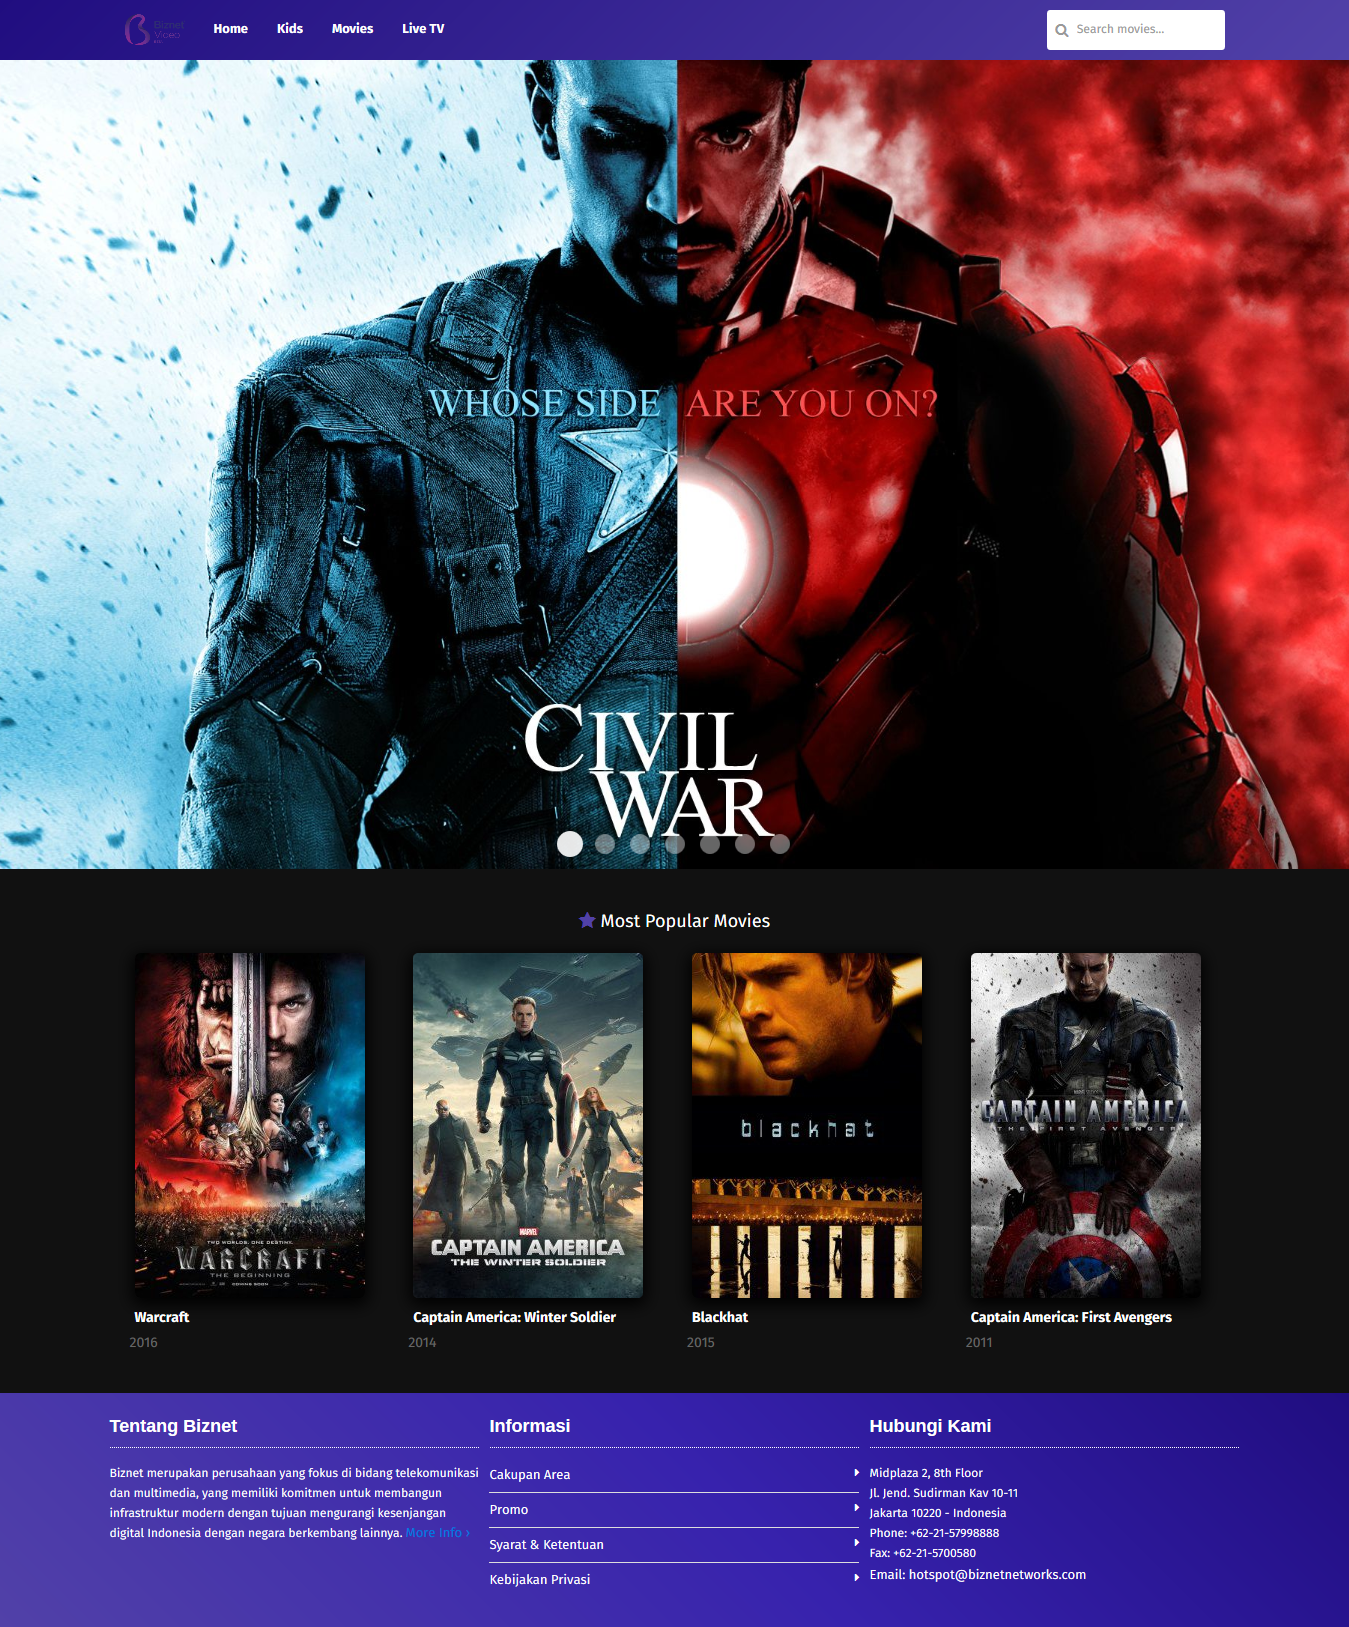 Biznet
Video
Home
Kids
Movies
Live TV
Search movies...
WHOSE SIDE ARE YOU ON?
CIVIL
WAR
Most Popular Movies
TWO WORLDS. ONE DESTINY.
WARCRAFT
THE BEGINNING
COMING SOON
MARVEL
CAPTAIN AMERICA
THE WINTER SOLDIER
blackhat
CAPTAIN AMERICA
THE FIRST AVENGER
Warcraft
Captain America: Winter Soldier
Blackhat
Captain America: First Avengers
2016
2014
2015
2011
Tentang Biznet
Biznet merupakan perusahaan yang fokus di bidang telekomunikasi
dan multimedia, yang memiliki komitmen untuk membangun
infrastruktur modern dengan tujuan mengurangi kesenjangan
digital Indonesia dengan negara berkembang lainnya. More Info ›
Informasi
Cakupan Area
Promo
Syarat & Ketentuan
Kebijakan Privasi
Hubungi Kami
Midplaza 2, 8th Floor
Jl. Jend. Sudirman Kav 10-11
Jakarta 10220 - Indonesia
Phone: +62-21-57998888
Fax: +62-21-5700580
Email: hotspot@biznetnetworks.com